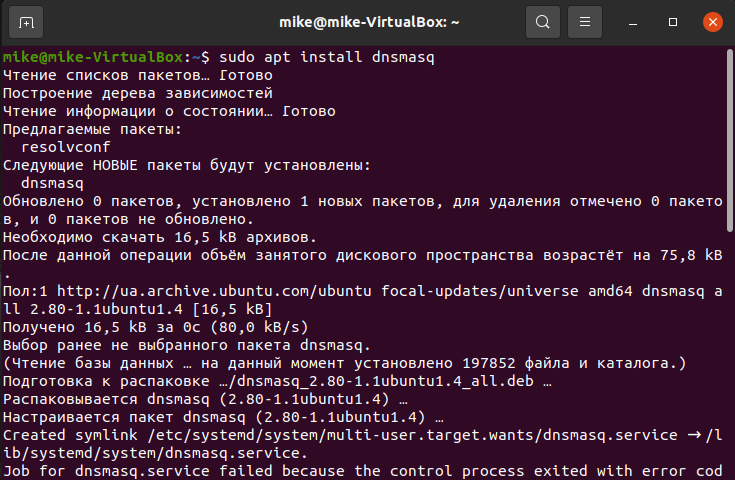 mike@mike-VirtualBox: ~
mike@mike-VirtualBox:~$ sudo apt install dnsmasq
Чтение списков пакетов… Готово
Построение дерева зависимостей
Чтение информации о состоянии… Готово
Предлагаемые пакеты:
  resolvconf
Следующие НОВЫЕ пакеты будут установлены:
  dnsmasq
Обновлено 0 пакетов, установлено 1 новых пакетов, для удаления отмечено 0 пакето
в, и 0 пакетов не обновлено.
Необходимо скачать 16,5 kB архивов.
После данной операции объём занятого дискового пространства возрастёт на 75,8 kB
.
Пол:1 http://ua.archive.ubuntu.com/ubuntu focal-updates/universe amd64 dnsmasq a
ll 2.80-1.1ubuntu1.4 [16,5 kB]
Получено 16,5 kB за 0с (80,0 kB/s)
Выбор ранее не выбранного пакета dnsmasq.
(Чтение базы данных … на данный момент установлено 197852 файла и каталога.)
Подготовка к распаковке …/dnsmasq_2.80-1.1ubuntu1.4_all.deb …
Распаковывается dnsmasq (2.80-1.1ubuntu1.4) …
Настраивается пакет dnsmasq (2.80-1.1ubuntu1.4) …
Created symlink /etc/systemd/system/multi-user.target.wants/dnsmasq.service → /l
ib/systemd/system/dnsmasq.service.
Job for dnsmasq.service failed because the control process exited with error cod